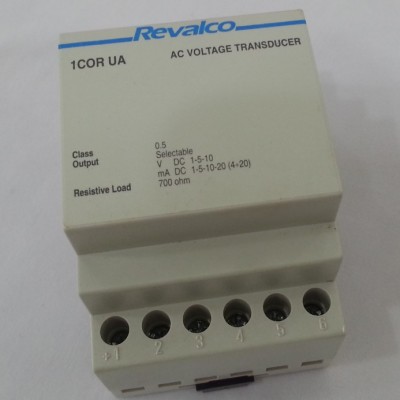 Revalco
1COR UA AC VOLTAGE TRANSDUCER
Class 0.5
Output Selectable
V DC 1-5-10
mA DC 1-5-10-20 (4÷20)
Resistive Load 700 ohm
+1 2 3 4 5 6